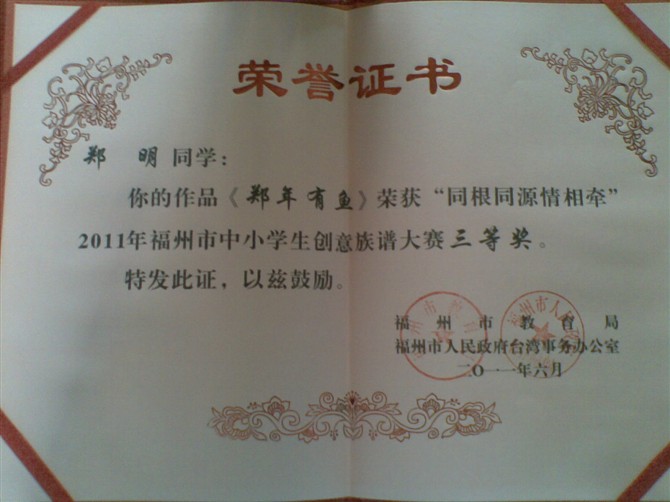 荣誉证书
郑 明 同学：
你的作品《郑年有鱼》荣获“同根同源情相牵”
2011年福州市中小学生创意族谱大赛三等奖。
特发此证，以兹鼓励。
福州市教育局
福州市人民政府台湾事务办公室
二〇一一年六月